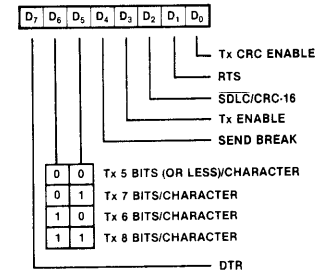 D7 D6 D5 D4 D3 D2 D1 D0
Tx CRC ENABLE
RTS
SDLC/CRC-16
Tx ENABLE
SEND BREAK
0 0 Tx 5 BITS (OR LESS)/CHARACTER
0 1 Tx 7 BITS/CHARACTER
1 0 Tx 6 BITS/CHARACTER
1 1 Tx 8 BITS/CHARACTER
DTR